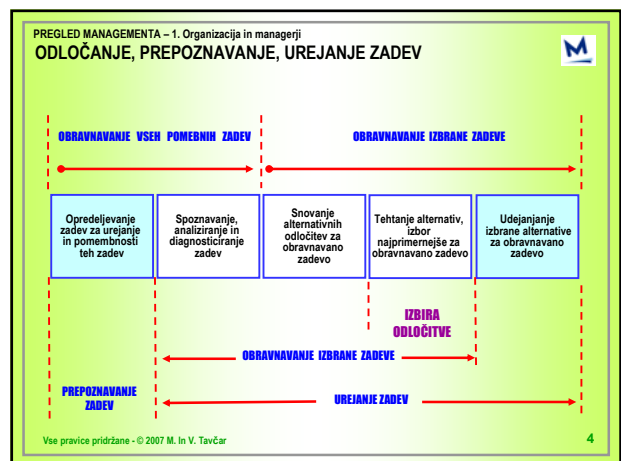 PREGLED MANAGEMENTA – 1. Organizacija in managerji
ODLOČANJE, PREPOZNAVANJE, UREJANJE ZADEV
M
OBRAVNAVANJE VSEH POMEBNIH ZADEV
OBRAVNAVANJE IZBRANE ZADEVE
Opredeljevanje
zadev za urejanje
in pomembnosti
teh zadev
Spoznavanje,
analiziranje in
diagnosticiranje
zadev
Snovanje
alternativnih
odločitev za
obravnavano
zadevo
Tehtanje alternativ,
izbor
najprimernejše za
obravnavano zadevo
Udejanjanje
izbrane alternative
za obravnavano
zadevo
IZBIRA
ODLOČITVE
OBRAVNAVANJE IZBRANE ZADEVE
PREPOZNAVANJE
ZADEV
UREJANJE ZADEV
Vse pravice pridržane - © 2007 M. In V. Tavčar
4